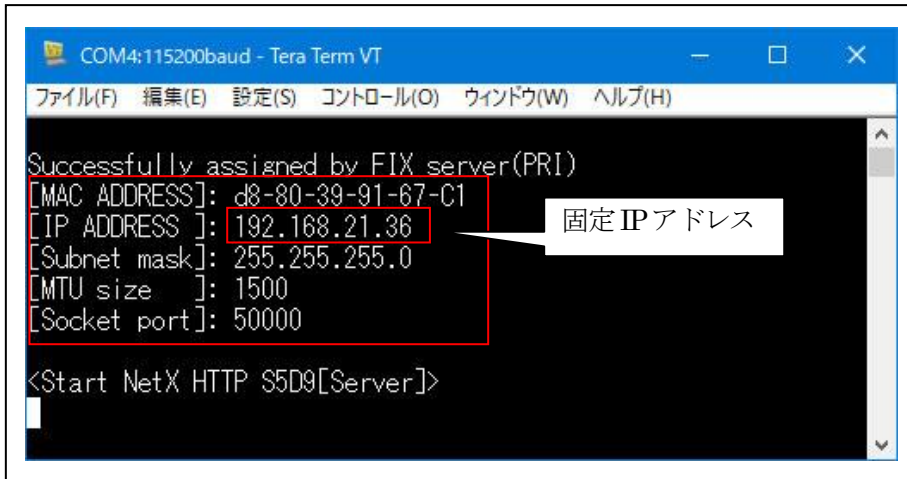 COM4:115200baud - Tera Term VT
ファイル(F) 編集(E) 設定(S) コントロール(O) ウィンドウ(W) ヘルプ(H)
Successfully assigned by FIX server(PRI)
[MAC ADDRESS]: d8-80-39-91-67-C1
[IP ADDRESS ]: 192.168.21.36
固定IPアドレス
[Subnet mask]: 255.255.255.0
[MTU size   ]: 1500
[Socket port]: 50000
<Start NetX HTTP S5D9[Server]>